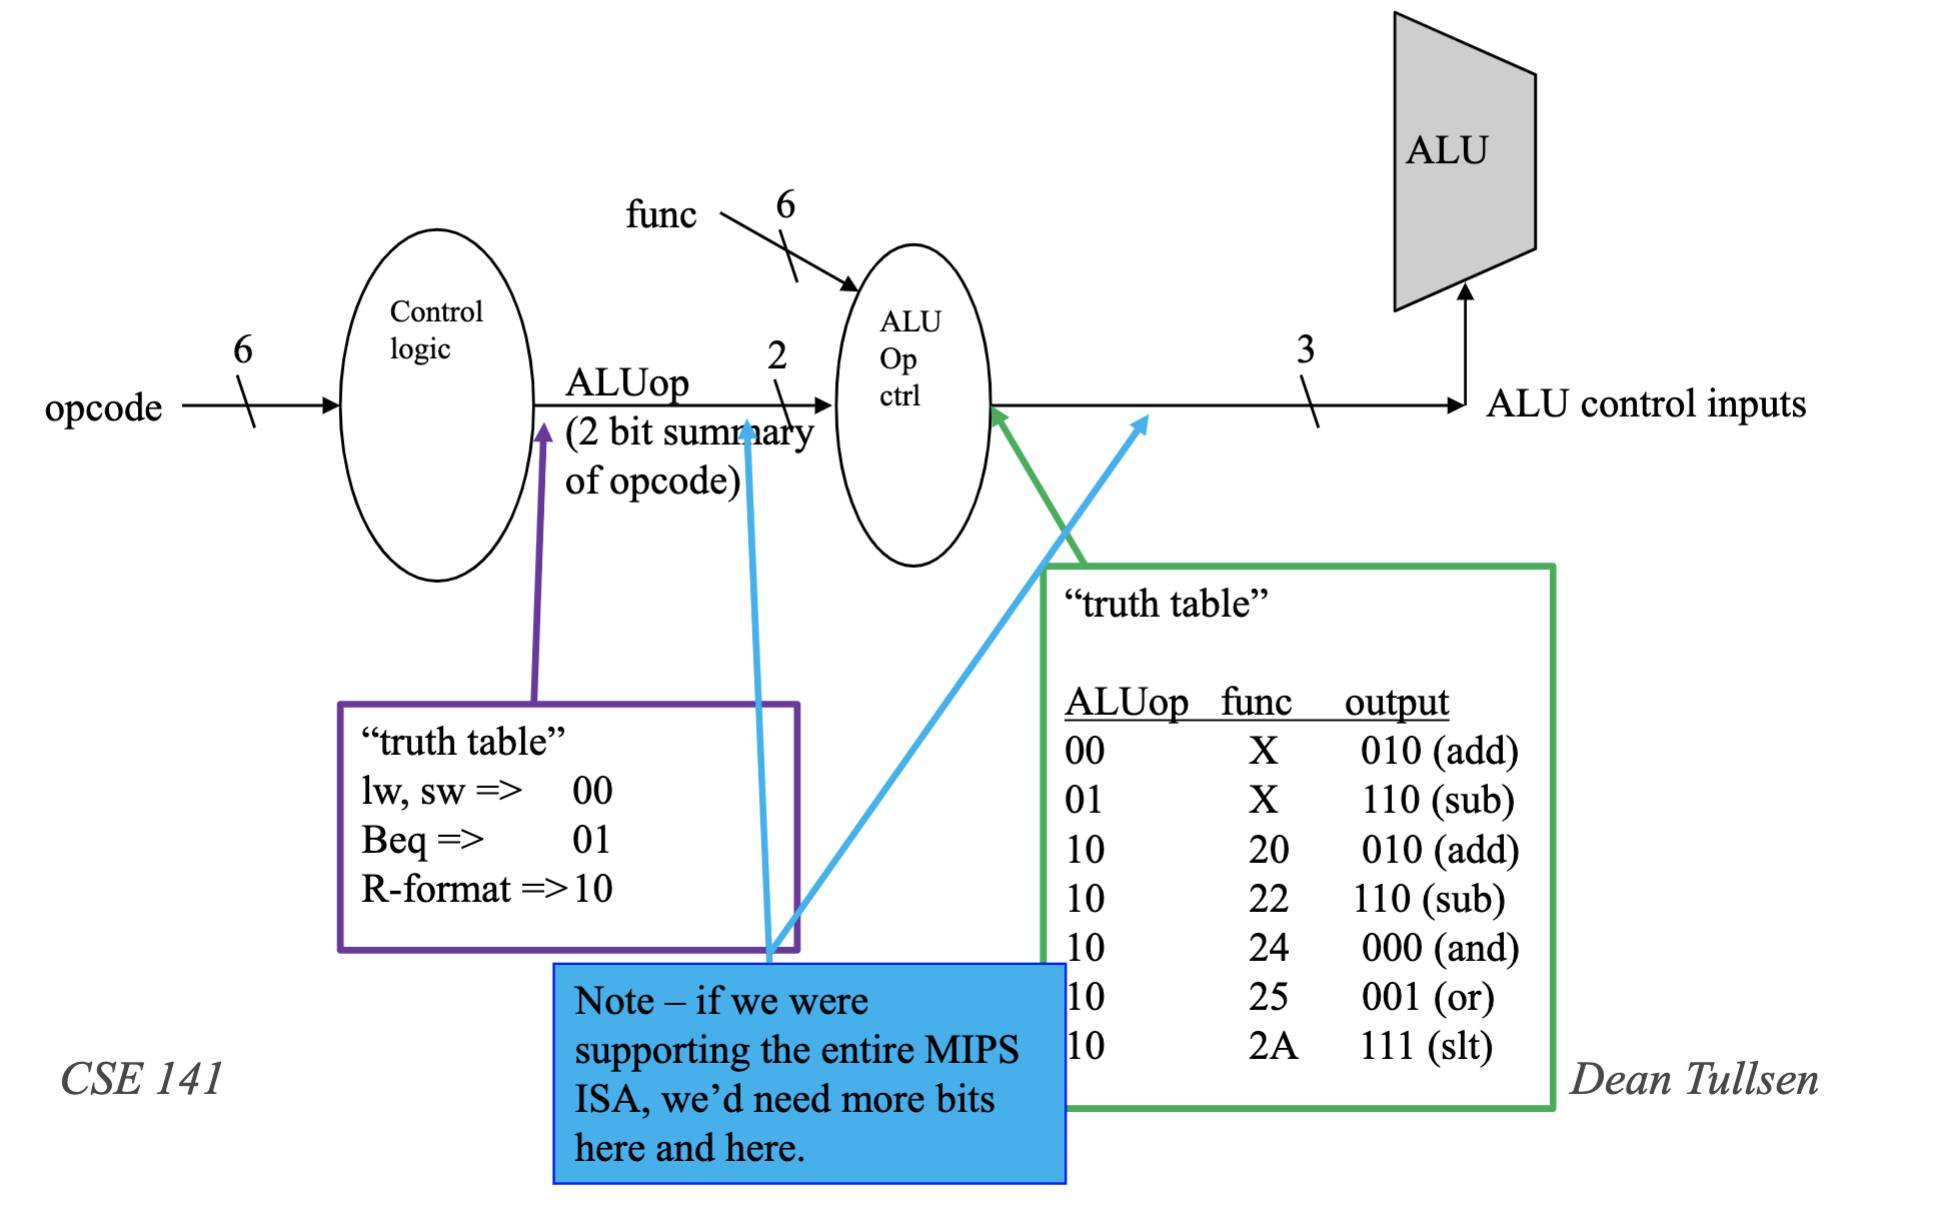 ALU
6
func
Control
logic
ALU
Op
ctrl
6
2
3
opcode
ALUop
(2 bit summary
of opcode)
ALU control inputs
“truth table”
lw, sw => 00
Beq => 01
R-format => 10
“truth table”
ALUop func output
00 X 010 (add)
01 X 110 (sub)
10 20 010 (add)
10 22 110 (sub)
10 24 000 (and)
10 25 001 (or)
10 2A 111 (slt)
Note – if we were
supporting the entire MIPS
ISA, we’d need more bits
here and here.
CSE 141
Dean Tullsen